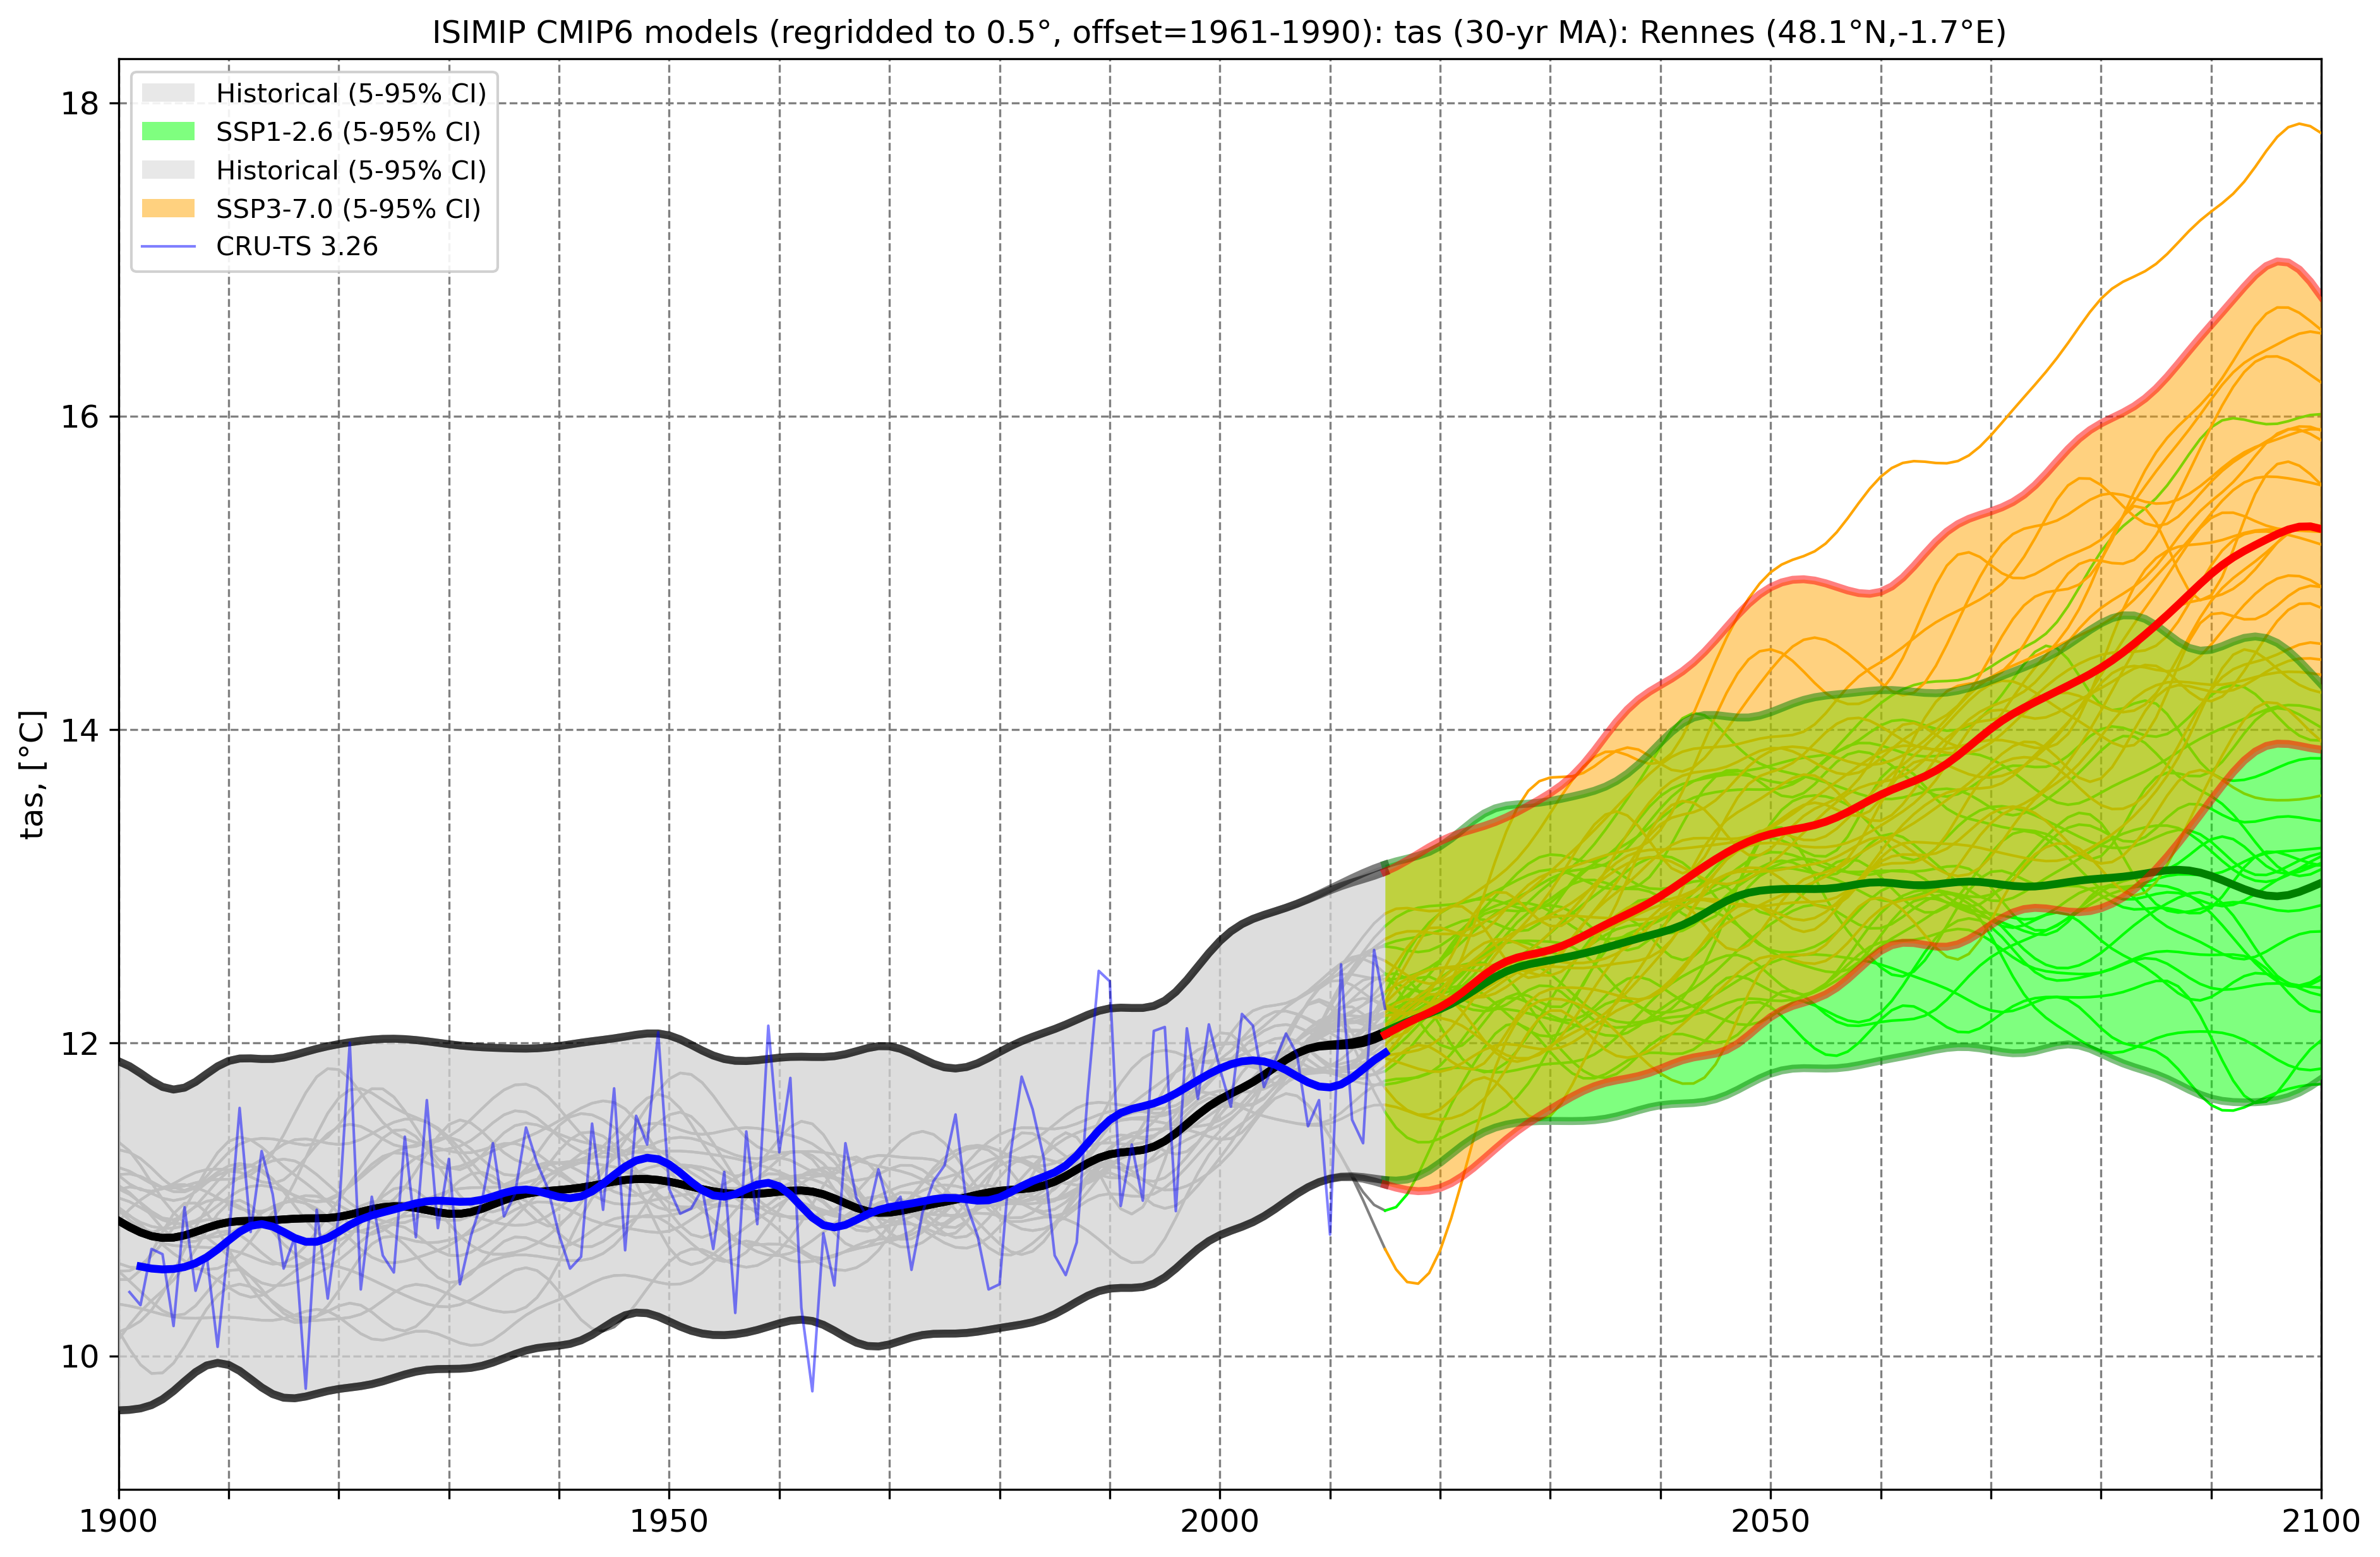 ISIMIP CMIP6 models (regridded to 0.5°, offset=1961-1990): tas (30-yr MA): Rennes (48.1°N,-1.7°E)
Historical (5-95% CI)
SSP1-2.6 (5-95% CI)
Historical (5-95% CI)
SSP3-7.0 (5-95% CI)
CRU-TS 3.26
18
16
14
12
10
tas, [°C]
1900 1950 2000 2050 2100